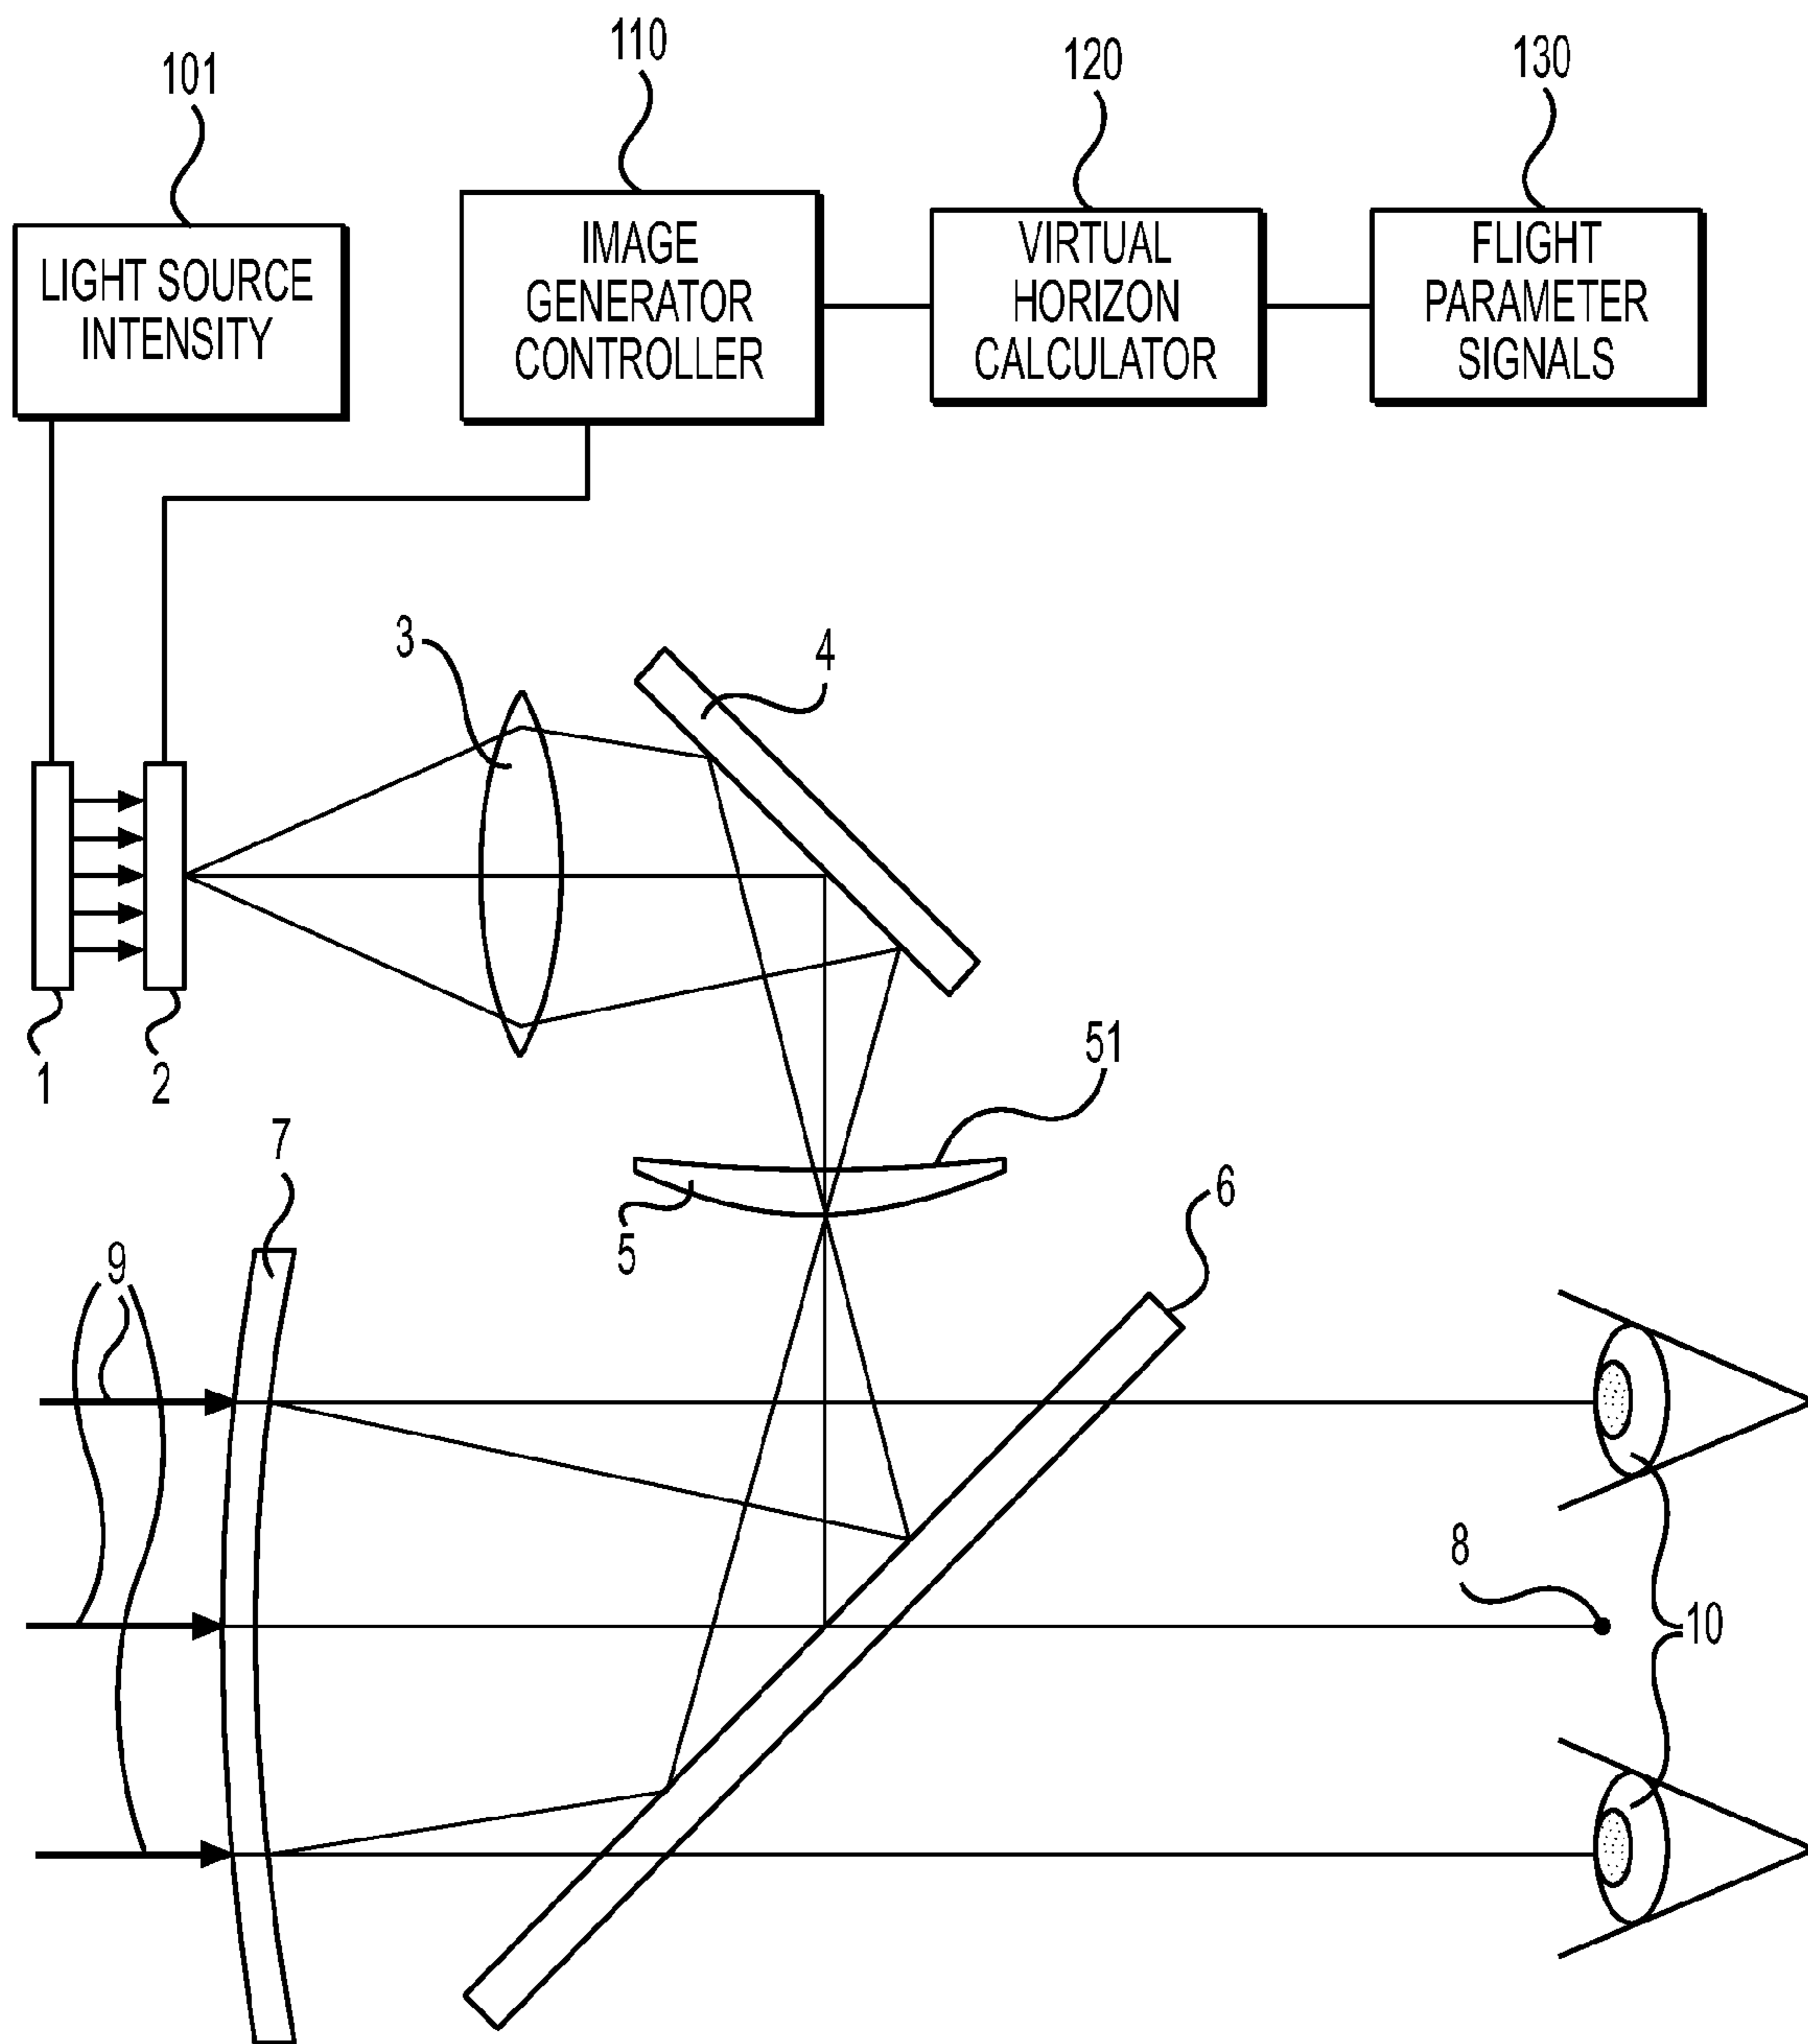 101
110
120
130
LIGHT SOURCE
INTENSITY
IMAGE
GENERATOR
CONTROLLER
VIRTUAL
HORIZON
CALCULATOR
FLIGHT
PARAMETER
SIGNALS
3
4
1
2
51
7
5
6
9
8
10